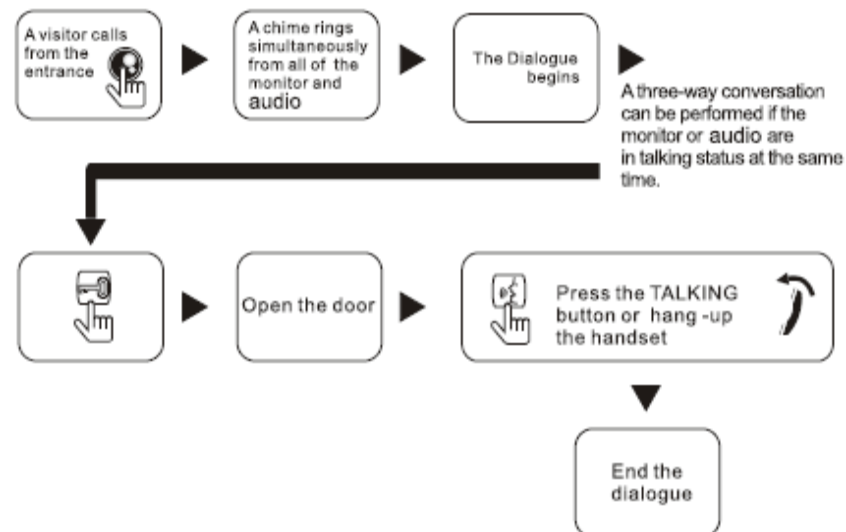 A visitor calls
from the
entrance
A chime rings
simultaneously
from all of the
monitor and
audio
The Dialogue
begins
A three-way conversation
can be performed if the
monitor or audio are
in talking status at the same
time.
Open the door
Press the TALKING
button or hang -up
the handset
End the
dialogue